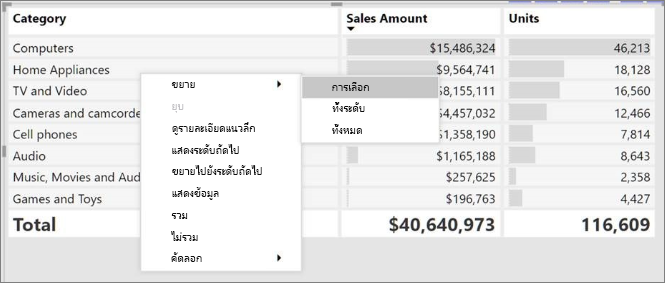 Category Sales Amount Units
Computers $15,486,324 46,213
Home Appliances $9,564,741 18,128
ขยาย
การเลือก
TV and Video $8,155,111 16,560
ยุบ
ทั้งระดับ
Cameras and camcorde $4,457,032 12,466
ดูรายละเอียดแนวลึก
ทั้งหมด
Cell phones $1,358,190 7,814
แสดงระดับถัดไป
Audio $1,165,188 8,643
ขยายไปยังระดับถัดไป
Music, Movies and Aud $257,625 2,358
แสดงข้อมูล
Games and Toys $196,763 4,427
รวม
Total $40,640,973 116,609
ไม่รวม
คัดลอก